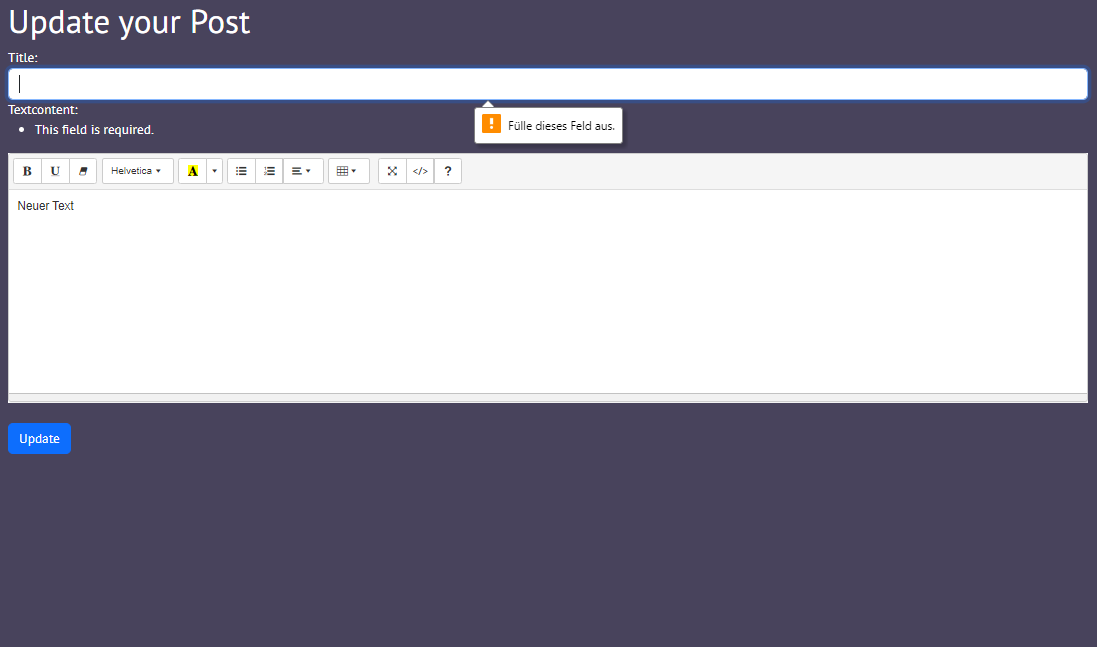 Update your Post
Title:
Textcontent:
This field is required.
! Fülle dieses Feld aus.
B U Helvetica A </> ?
Neuer Text
Update